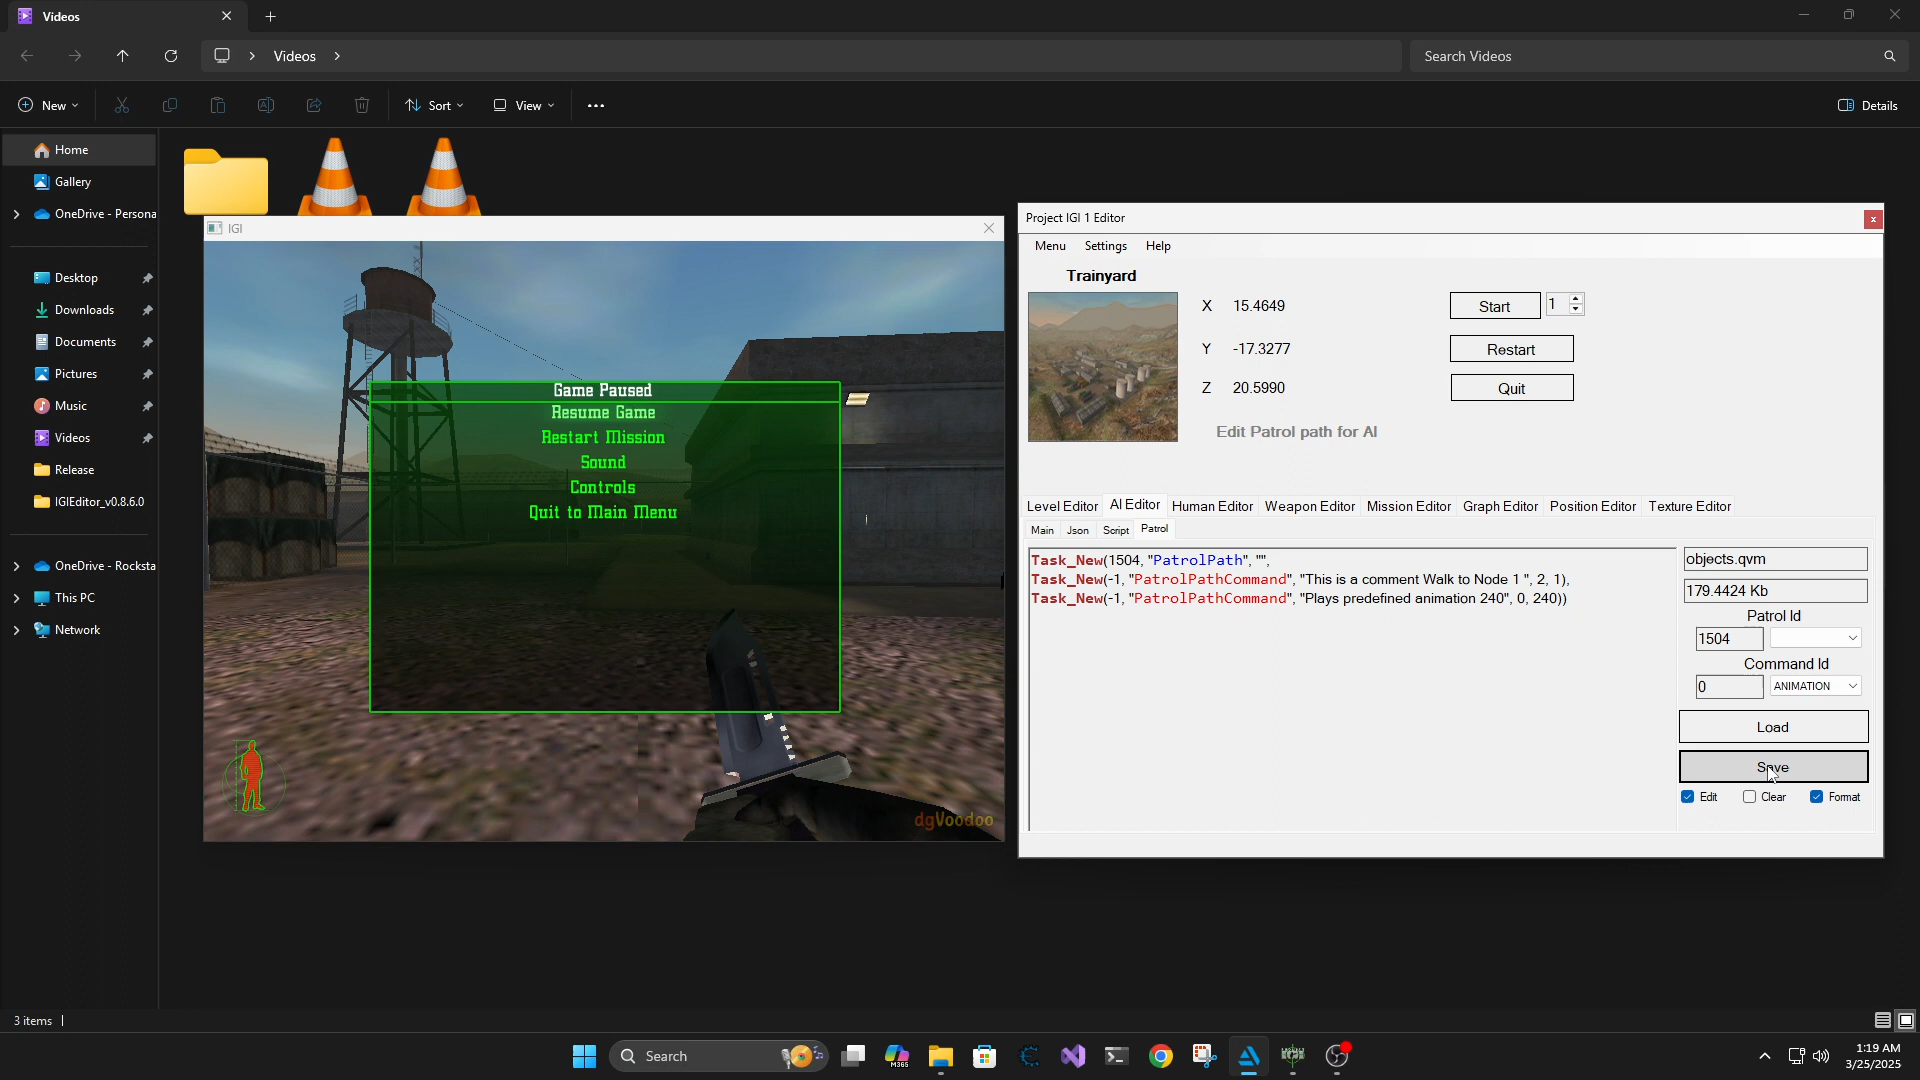 Videos
Videos
Search Videos
New
Sort
View
Details
Home
Gallery
OneDrive - Persona
Desktop
Downloads
Documents
Pictures
Music
Videos
Release
IGIEditor_v0.8.6.0
OneDrive - Rocksta
This PC
Network
IGI
Game Paused
Resume Game
Restart Mission
Sound
Controls
Quit to Main Menu
dgVoodoo
Project IGI 1 Editor
Menu Settings Help
Trainyard
X 15.4649
Y -17.3277
Z 20.5990
Start 1
Restart
Quit
Edit Patrol path for AI
Level Editor AI Editor Human Editor Weapon Editor Mission Editor Graph Editor Position Editor Texture Editor
Main Json Script Patrol
Task_New(1504, "PatrolPath", "",
Task_New(-1, "PatrolPathCommand", "This is a comment Walk to Node 1 ", 2, 1),
Task_New(-1, "PatrolPathCommand", "Plays predefined animation 240", 0, 240))
objects.qvm
179.4424 Kb
Patrol Id
1504
Command Id
0 ANIMATION
Load
Save
Edit Clear Format
3 items
Search
M365
1:19 AM
3/25/2025